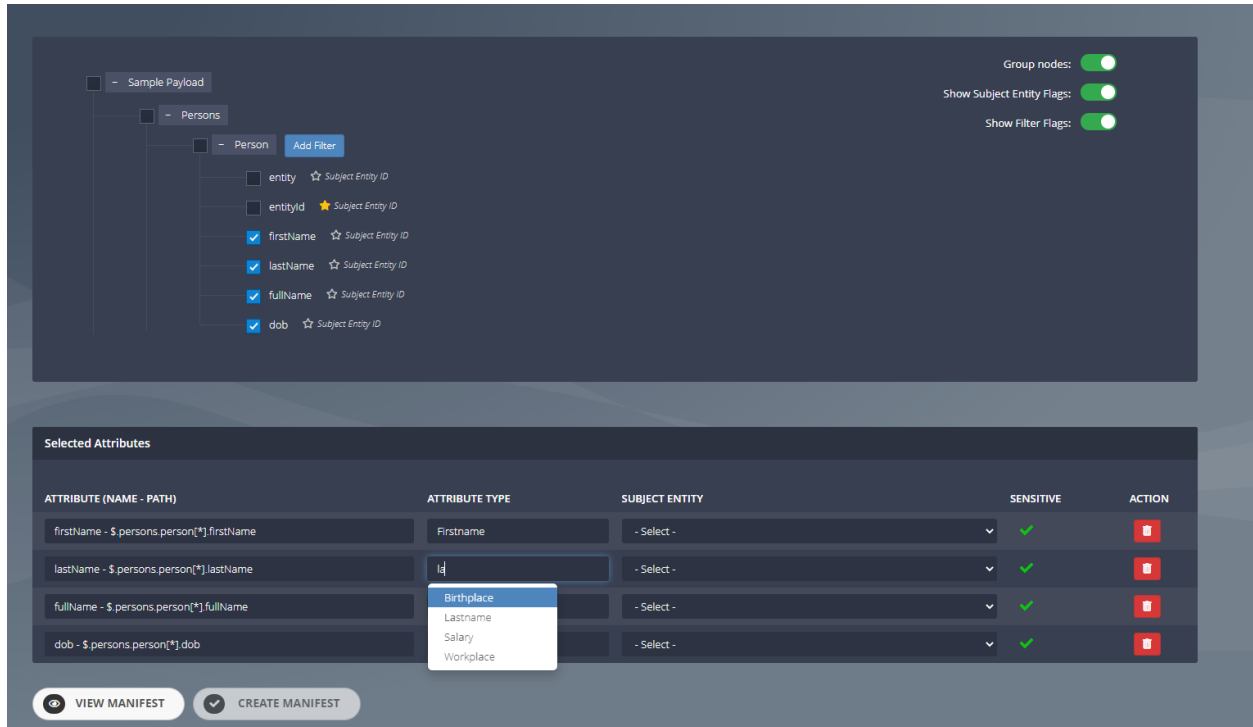 Group nodes:
− Sample Payload
Show Subject Entity Flags:
− Persons
Show Filter Flags:
− Person Add Filter
entity Subject Entity ID
entityId Subject Entity ID
firstName Subject Entity ID
lastName Subject Entity ID
fullName Subject Entity ID
dob Subject Entity ID
Selected Attributes
ATTRIBUTE (NAME - PATH) ATTRIBUTE TYPE SUBJECT ENTITY SENSITIVE ACTION
firstName - $.persons.person[*].firstName Firstname - Select -
lastName - $.persons.person[*].lastName la - Select -
Birthplace
fullName - $.persons.person[*].fullName - Select -
Lastname
Salary
dob - $.persons.person[*].dob - Select -
Workplace
VIEW MANIFEST CREATE MANIFEST